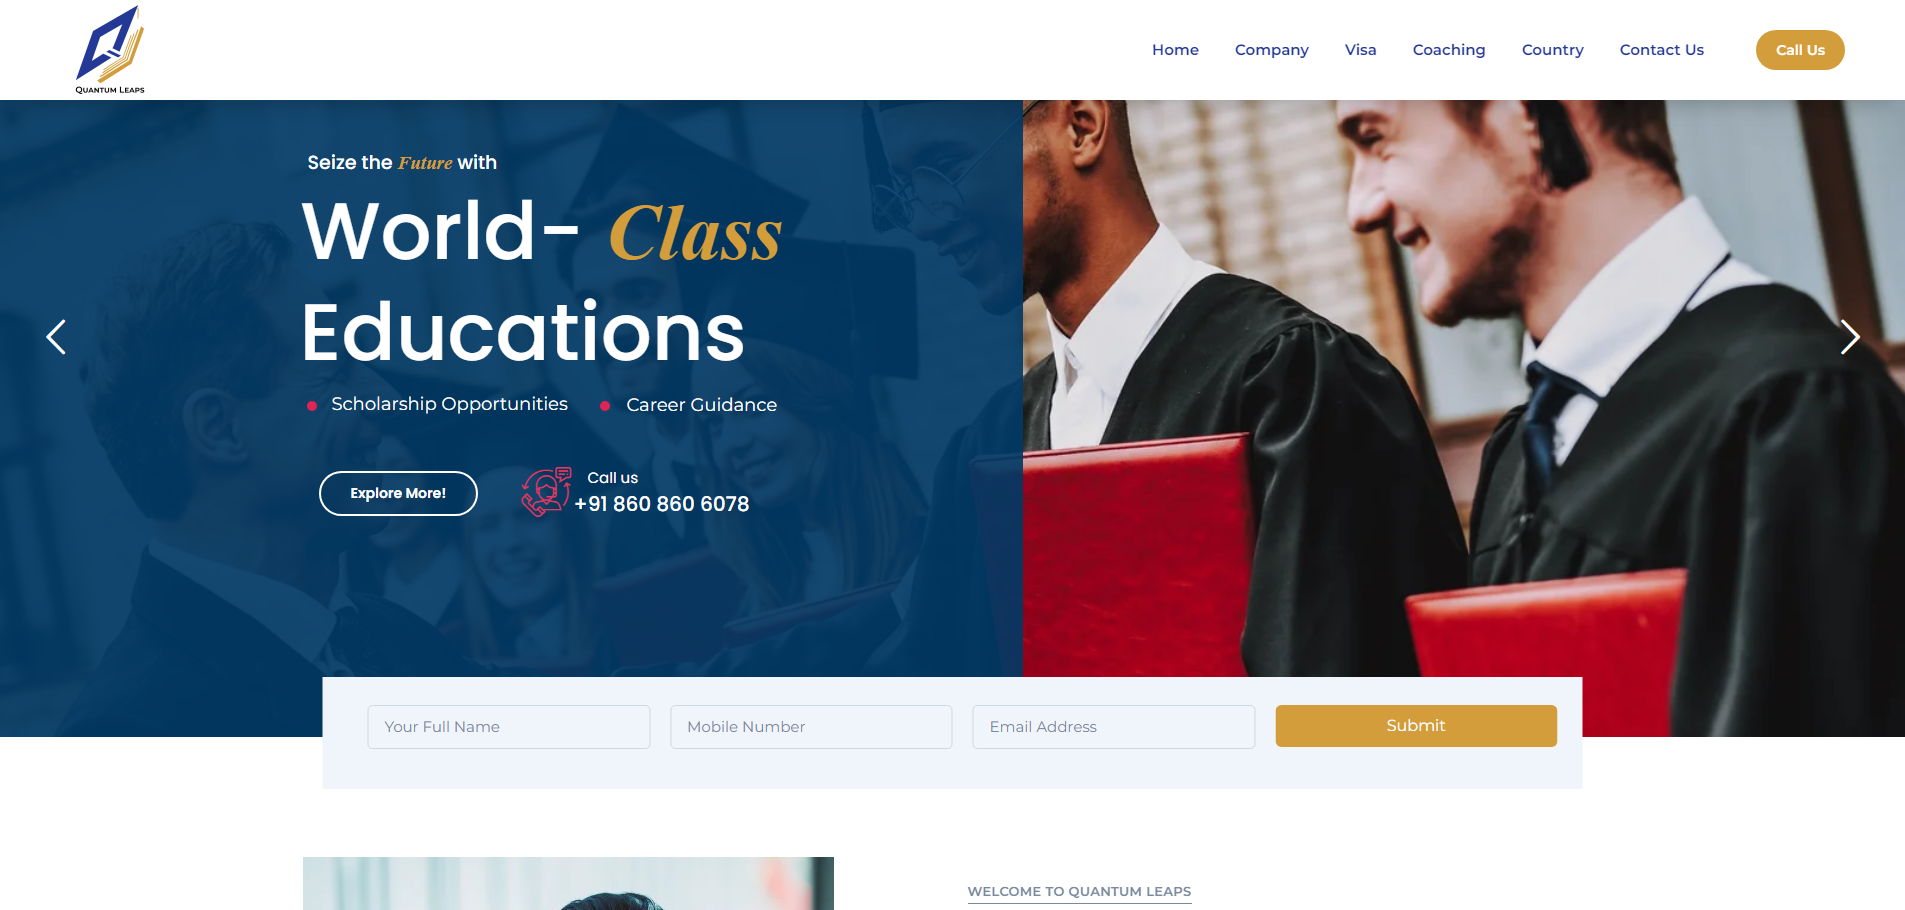 QUANTUM LEAPS
Home Company Visa Coaching Country Contact Us Call Us
Seize the Future with
World- Class
Educations
Scholarship Opportunities Career Guidance
Explore More!
Call us
+91 860 860 6078
Your Full Name Mobile Number Email Address Submit
WELCOME TO QUANTUM LEAPS